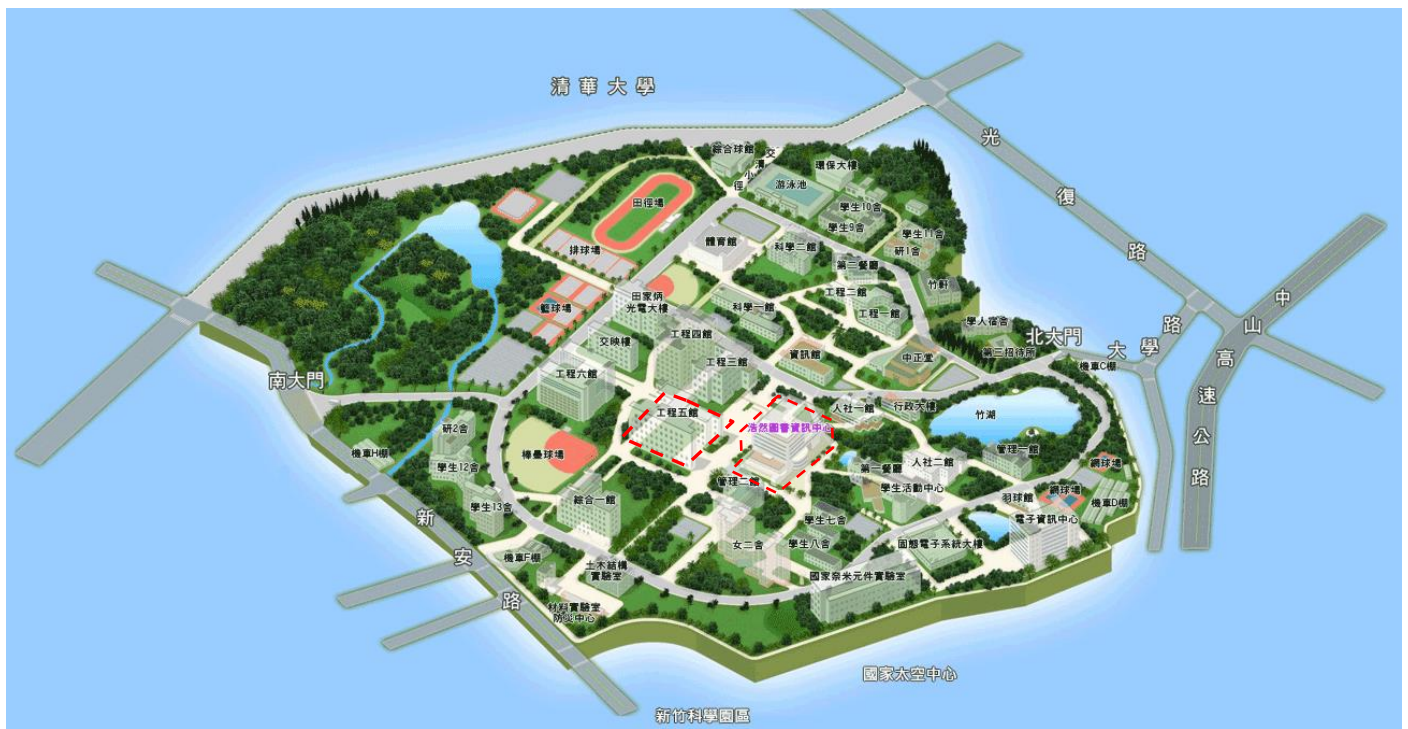 清華大學
綜合球館
交清小徑
環保大樓
游泳池
光復路
田徑場
學生10舍
學生9舍
學生11舍
研1舍
體育館
科學二館
排球場
第二餐廳
竹軒
田家炳
光電大樓
工程二館
籃球場
科學一館
工程一館
學人宿舍
中山高速公路
工程四館
北大門
大學路
交映樓
資訊館
中正堂
第三招待所
工程三館
機車C棚
南大門
工程六館
工程五館
人社一館
行政大樓
竹湖
浩然圖書資訊中心
研2舍
機車H棚
棒壘球場
管理一館
學生12舍
第一餐廳
人社二館
網球場
管理二館
學生活動中心
網球場
學生13舍
綜合一館
羽球館
機車D棚
新安路
學生七舍
電子資訊中心
女二舍
學生八舍
固態電子系統大樓
機車F棚
土木結構
實驗室
國家奈米元件實驗室
材料實驗室
防災中心
國家太空中心
新竹科學園區